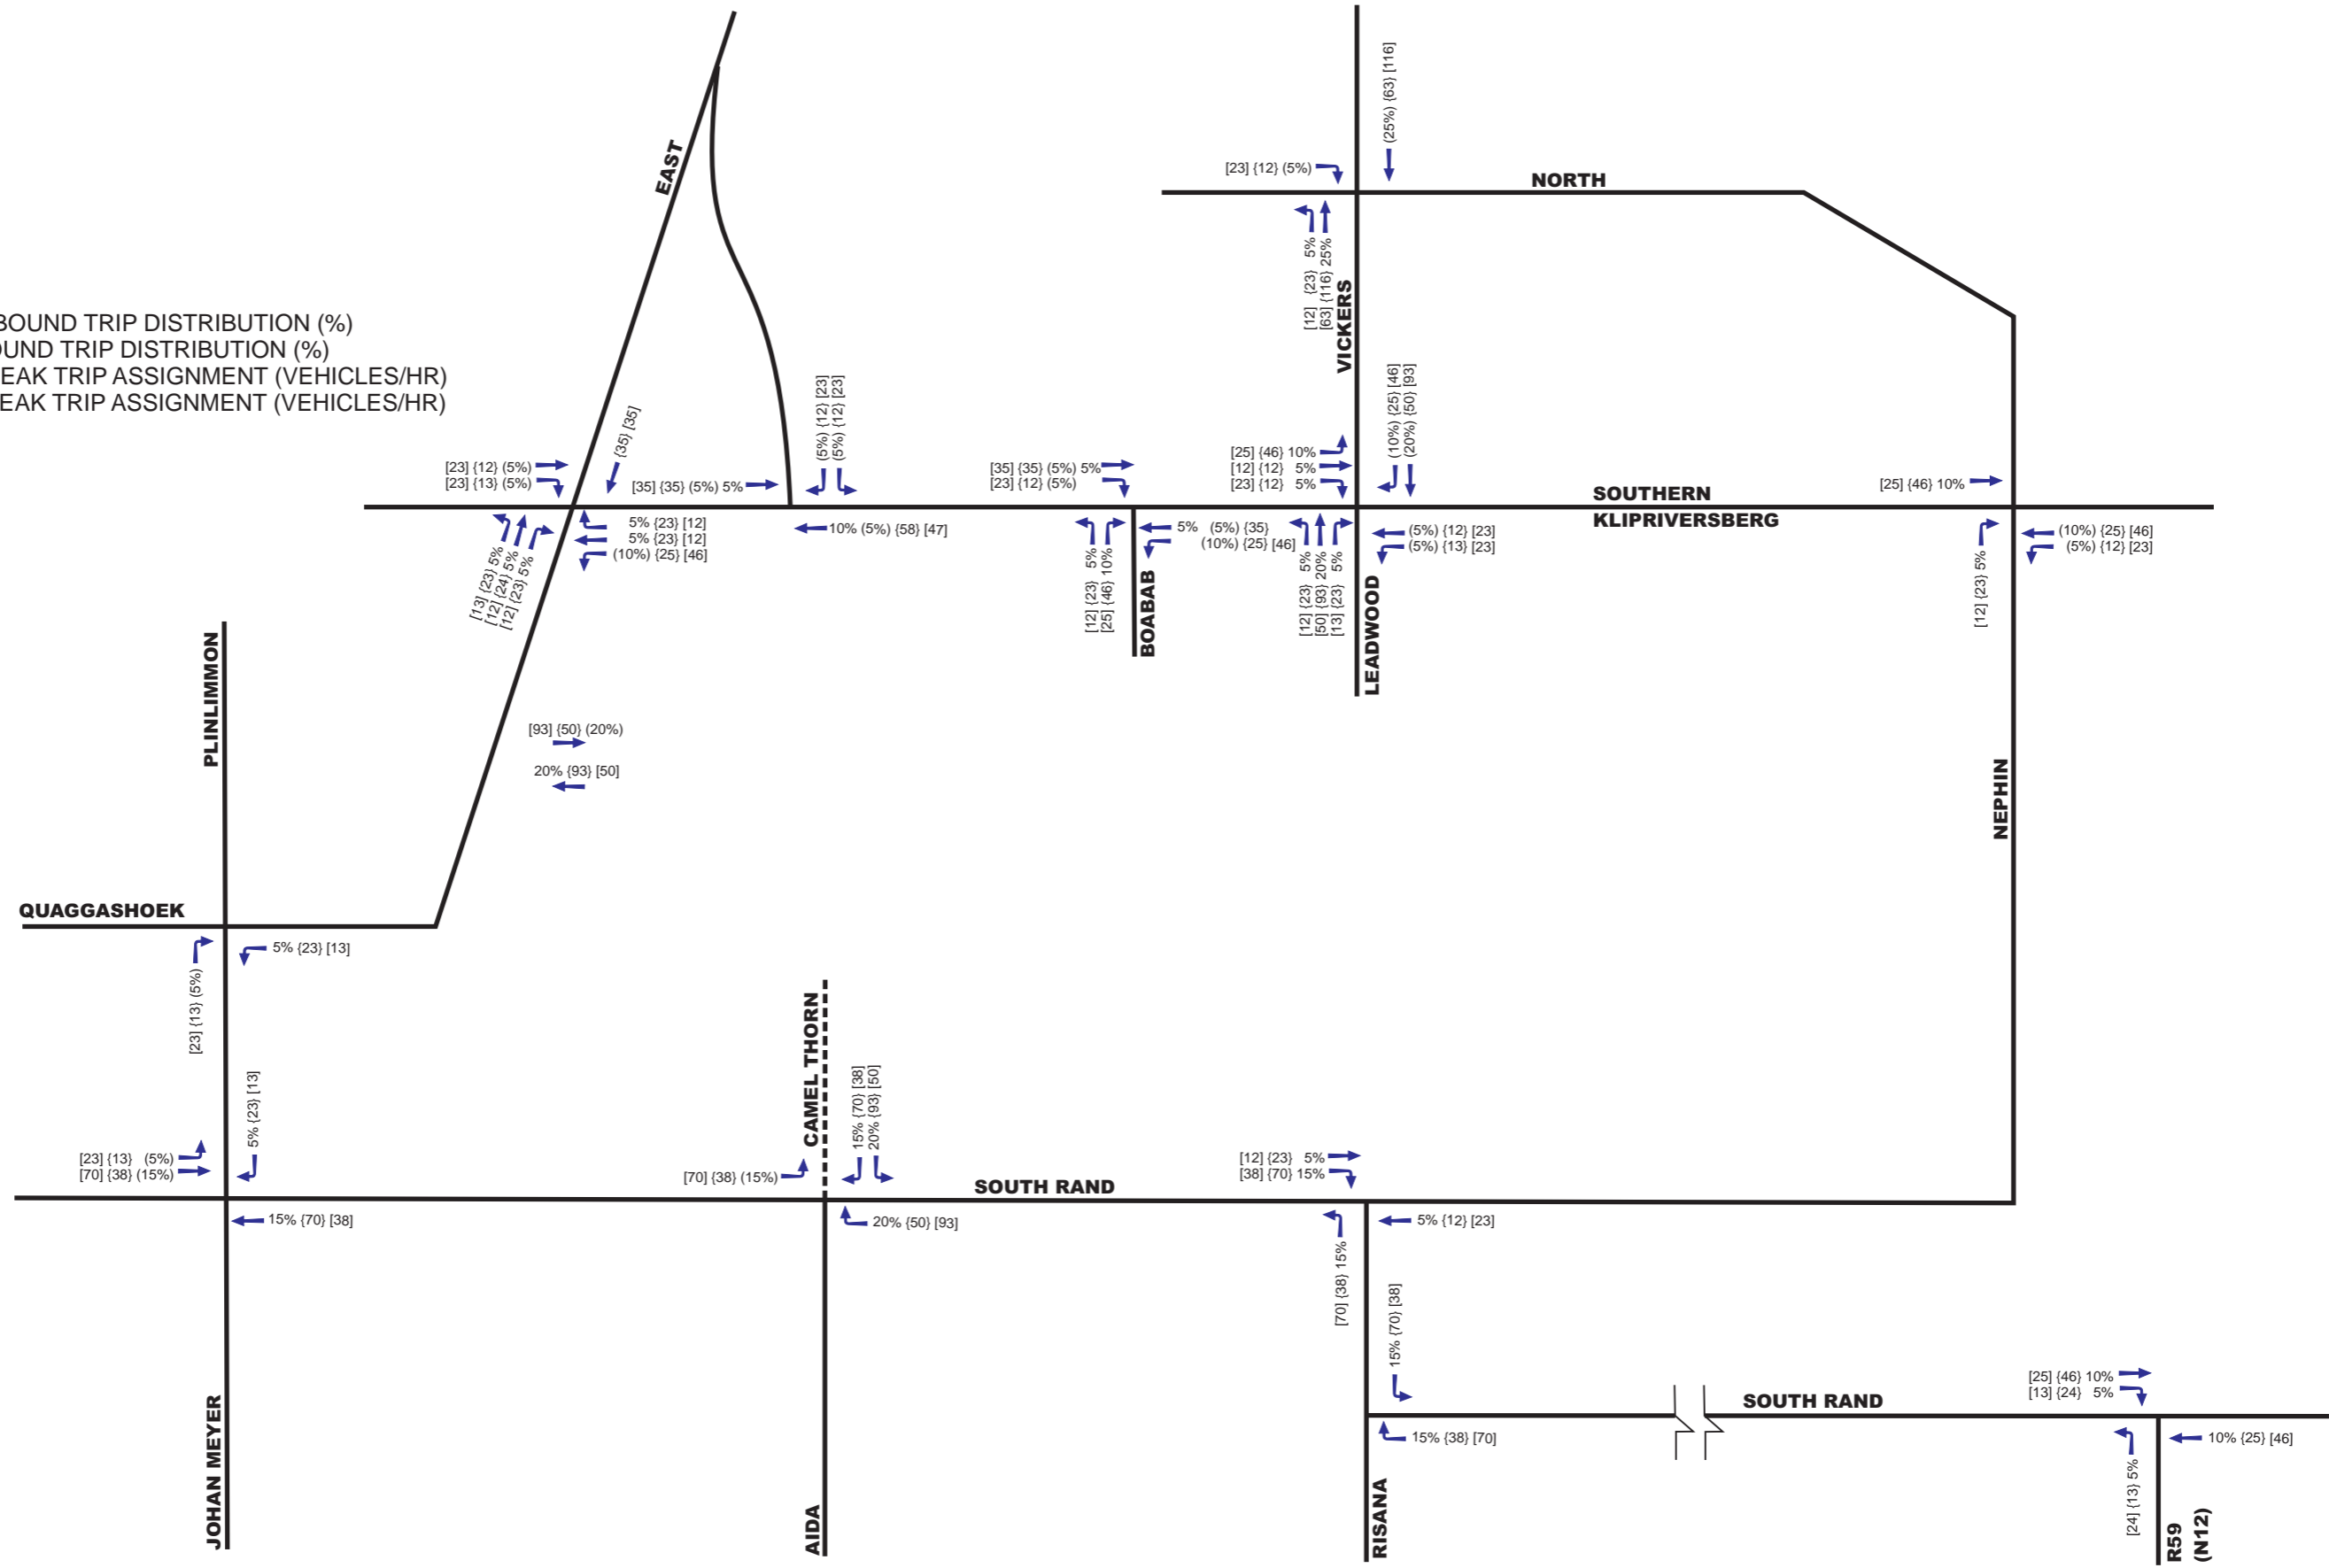 (25%) {63} [116]
EAST
[23] {12} (5%)
NORTH
[12] {23} 5%
[63] {116} 25%
VICKERS
BOUND TRIP DISTRIBUTION (%)
OUND TRIP DISTRIBUTION (%)
EAK TRIP ASSIGNMENT (VEHICLES/HR)
EAK TRIP ASSIGNMENT (VEHICLES/HR)
{35} [35]
(5%) {12} [23]
(5%) {12} [23]
(10%) {25} [46]
(20%) {50} [93]
[23] {12} (5%)
[23] {13} (5%)
[35] {35} (5%) 5%
[35] {35} (5%) 5%
[23] {12} (5%)
[25] {46} 10%
[12] {12} 5%
[23] {12} 5%
SOUTHERN
KLIPRIVERSBERG
[25] {46} 10%
5% {23} [12]
5% {23} [12]
(10%) {25} [46]
10% (5%) {58} [47]
5% (5%) {35}
(10%) {25} [46]
(5%) {12} [23]
(5%) {13} [23]
(10%) {25} [46]
(5%) {12} [23]
[13] {23} 5%
[12] {24} 5%
[12] {23} 5%
[12] {23} 5%
[25] {46} 10%
BOABAB
[12] {23} 5%
[50] {93} 20%
[13] {23} 5%
LEADWOOD
[12] {23} 5%
PLINLIMMON
[93] {50} (20%)
20% {93} [50]
NEPHIN
QUAGGASHOEK
5% {23} [13]
[23] {13} (5%)
CAMEL THORN
5% {23} [13]
15% {70} [38]
20% {93} [50]
[23] {13} (5%)
[70] {38} (15%)
[70] {38} (15%)
SOUTH RAND
[12] {23} 5%
[38] {70} 15%
15% {70} [38]
20% {50} [93]
5% {12} [23]
[70] {38} 15%
15% {70} [38]
JOHAN MEYER
AIDA
RISANA
SOUTH RAND
[25] {46} 10%
[13] {24} 5%
15% {38} [70]
10% {25} [46]
[24] {13} 5%
R59
(N12)